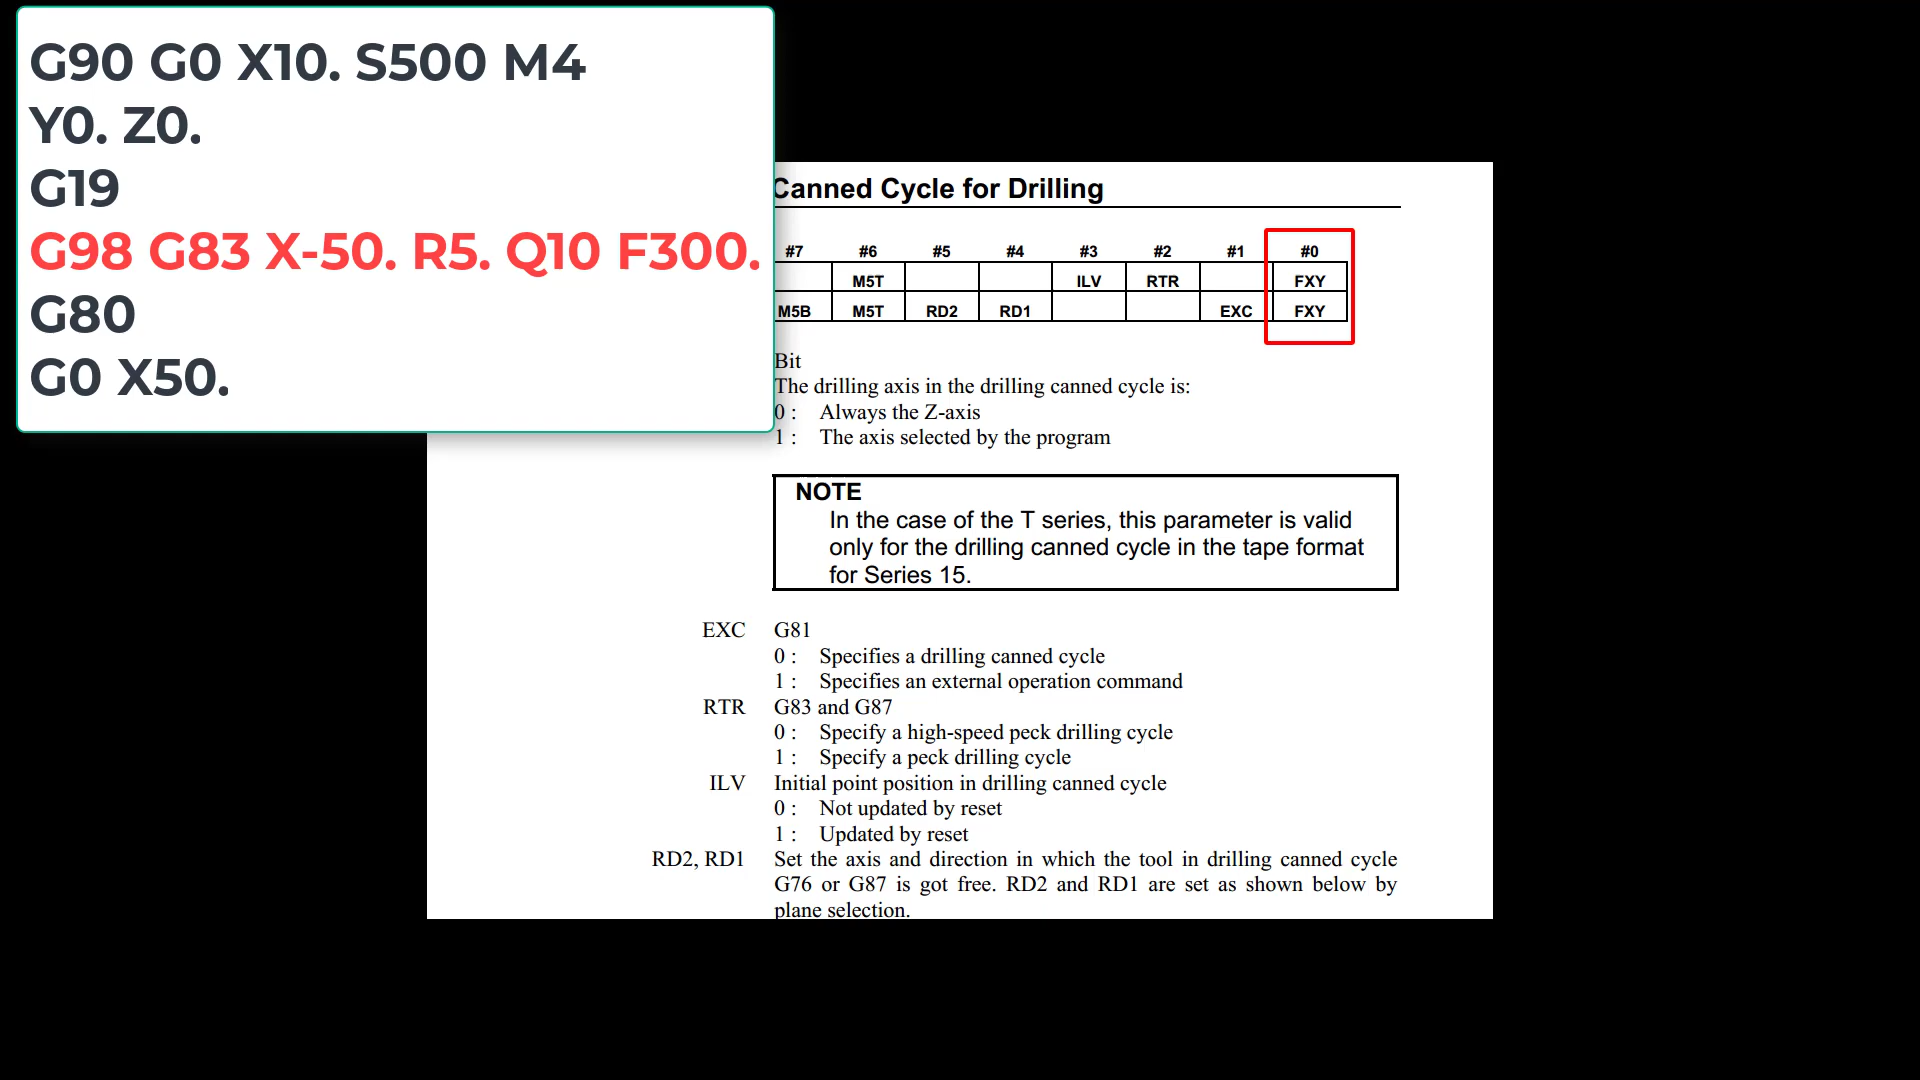 G90 G0 X10. S500 M4
Y0. Z0.
G19
G98 G83 X-50. R5. Q10 F300.
G80
G0 X50.
Canned Cycle for Drilling
#7 #6 #5 #4 #3 #2 #1 #0
M5T ILV RTR FXY
M5B M5T RD2 RD1 EXC FXY
Bit
The drilling axis in the drilling canned cycle is:
0 : Always the Z-axis
1 : The axis selected by the program
NOTE
In the case of the T series, this parameter is valid
only for the drilling canned cycle in the tape format
for Series 15.
EXC G81
0 : Specifies a drilling canned cycle
1 : Specifies an external operation command
RTR G83 and G87
0 : Specify a high-speed peck drilling cycle
1 : Specify a peck drilling cycle
ILV Initial point position in drilling canned cycle
0 : Not updated by reset
1 : Updated by reset
RD2, RD1 Set the axis and direction in which the tool in drilling canned cycle
G76 or G87 is got free. RD2 and RD1 are set as shown below by
plane selection.